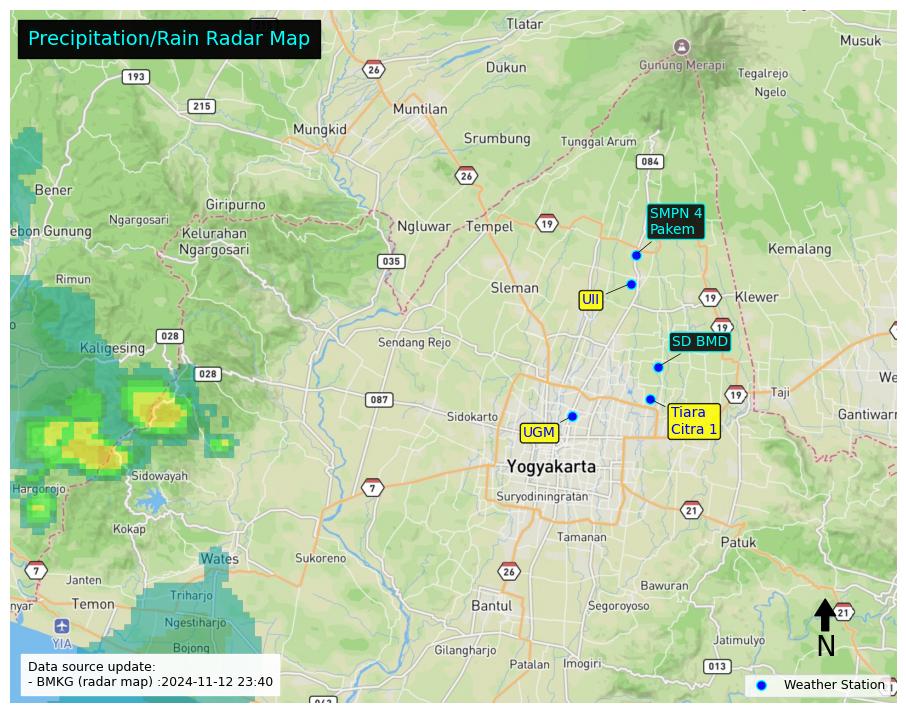 Precipitation/Rain Radar Map
Tlatar
Musuk
26
Dukun
Gunung Merapi
Tegalrejo
193
Ngelo
215
Muntilan
Mungkid
Srumbung
Tunggal Arum
084
26
Bener
Giripurno
SMPN 4
Pakem
Ngargosari
Ngluwar
Tempel
19
ebon Gunung
Kelurahan
Ngargosari
Kemalang
035
Rimun
Sleman
UII
19
Klewer
19
028
Sendang Rejo
SD BMD
Kaligesing
028
We
087
19
Taji
Sidokarto
Tiara
Citra 1
Gantiwarn
UGM
Yogyakarta
Sidowayah
Hargorojo
7
Suryodiningratan
21
Kokap
Tamanan
Patuk
Wates
Sukoreno
7
26
Janten
Bawuran
Triharjo
nyar
Temon
Bantul
Segoroyoso
21
Ngestiharjo
YIA
Jatimulyo
Bojong
Gilangharjo
N
Patalan
Imogiri
013
Data source update:
- BMKG (radar map) :2024-11-12 23:40
Weather Station